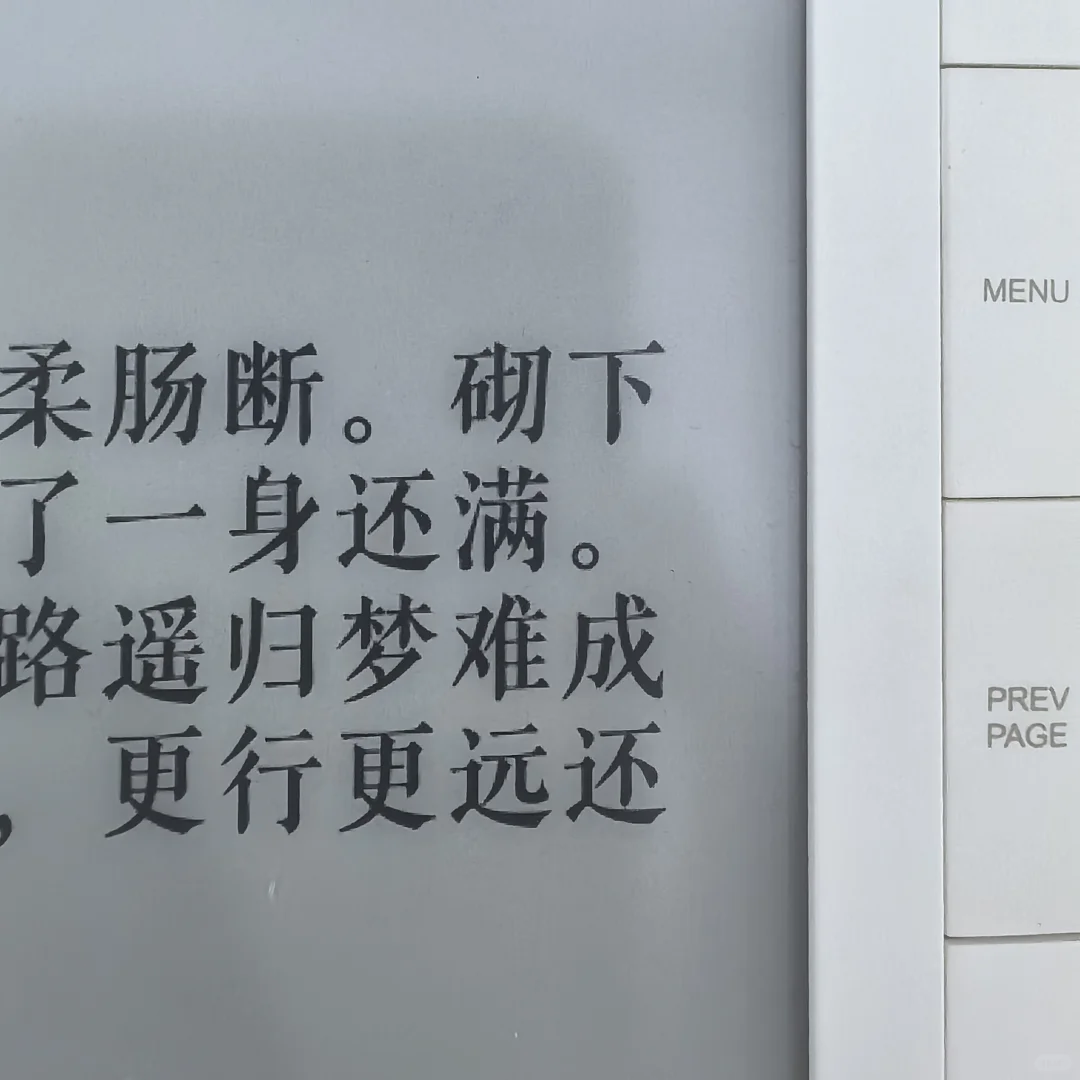 柔肠断。砌下
了一身还满。
路遥归梦难成
，更行更远还
MENU
PREV
PAGE